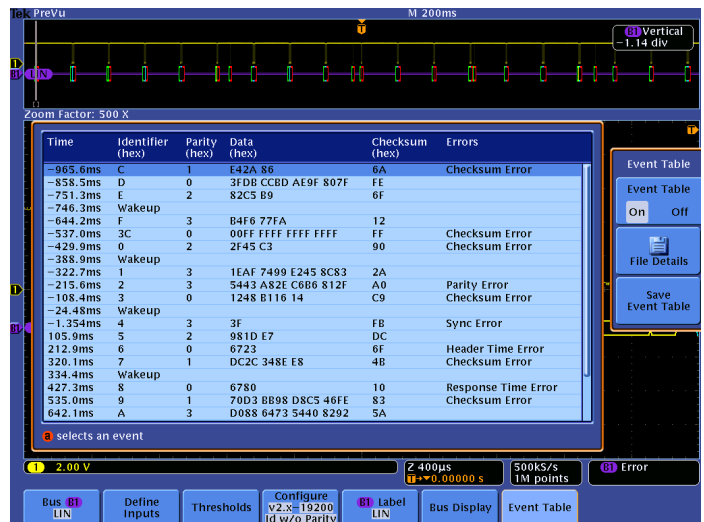 Tek PreVu M 200ms
T
B1 Vertical
-1.14 div
1
B1 LIN
Zoom Factor: 500 X
T
Time Identifier (hex) Parity (hex) Data (hex) Checksum (hex) Errors
-965.6ms C 1 E42A 86 6A Checksum Error
-858.5ms D 0 3FDB CCBD AE9F 807F FE
-751.3ms E 2 82C5 B9 6F
-746.3ms Wakeup
-644.2ms F 3 B4F6 77FA 12
-537.0ms 3C 0 00FF FFFF FFFF FFFF FF Checksum Error
-429.9ms 0 2 2F45 C3 90 Checksum Error
-388.9ms Wakeup
-322.7ms 1 3 1EAF 7499 E245 8C83 2A
-215.6ms 2 3 5443 A82E C6B6 812F A0 Parity Error
-108.4ms 3 0 1248 B116 14 C9 Checksum Error
-24.48ms Wakeup
-1.354ms 4 3 3F FB Sync Error
105.9ms 5 2 981D E7 DC
212.9ms 6 0 6723 6F Header Time Error
320.1ms 7 1 DC2C 348E E8 4B Checksum Error
334.4ms Wakeup
427.3ms 8 0 6780 10 Response Time Error
535.0ms 9 1 70D3 BB98 D8C5 46FE 83 Checksum Error
642.1ms A 3 D088 6473 5440 8292 5A
a selects an event
Event Table
Event Table
On Off
File Details
Save
Event Table
1
B1
1 2.00 V
Z 400µs
T→▼0.00000 s
500kS/s
1M points
B1 Error
Bus B1
LIN
Define
Inputs
Thresholds
Configure
v2.x-19200
Id w/o Parity
B1 Label
LIN
Bus Display
Event Table